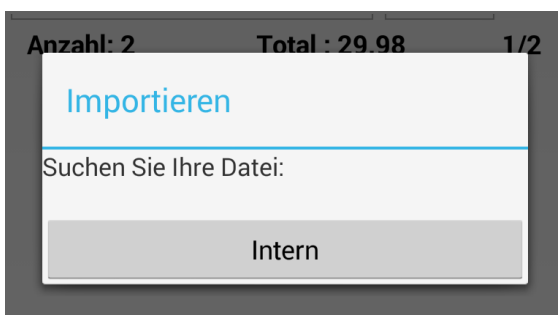 Anzahl: 2 Total : 29.98 1/2
Importieren
Suchen Sie Ihre Datei:
Intern